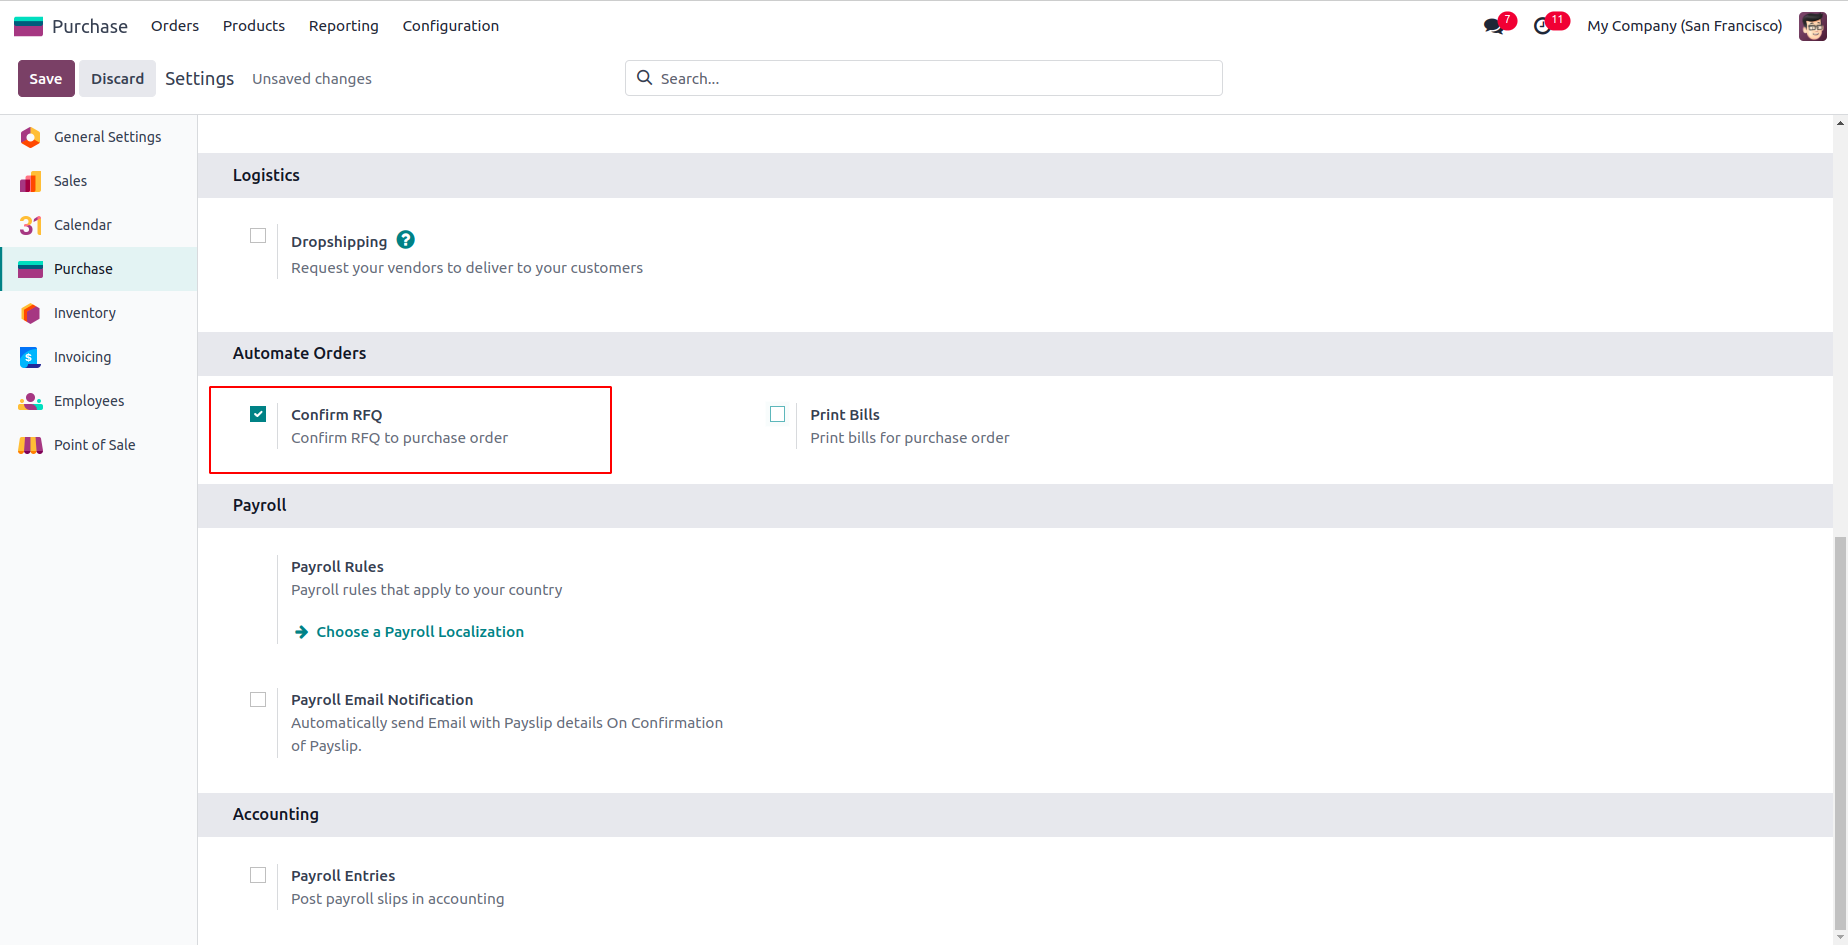 Purchase Orders Products Reporting Configuration 7 11 My Company (San Francisco)
Save Discard Settings Unsaved changes Search...
General Settings
Sales
31 Calendar
Purchase
Inventory
$ Invoicing
Employees
Point of Sale
Logistics
Dropshipping ?
Request your vendors to deliver to your customers
Automate Orders
Confirm RFQ
Confirm RFQ to purchase order
Print Bills
Print bills for purchase order
Payroll
Payroll Rules
Payroll rules that apply to your country
Choose a Payroll Localization
Payroll Email Notification
Automatically send Email with Payslip details On Confirmation
of Payslip.
Accounting
Payroll Entries
Post payroll slips in accounting